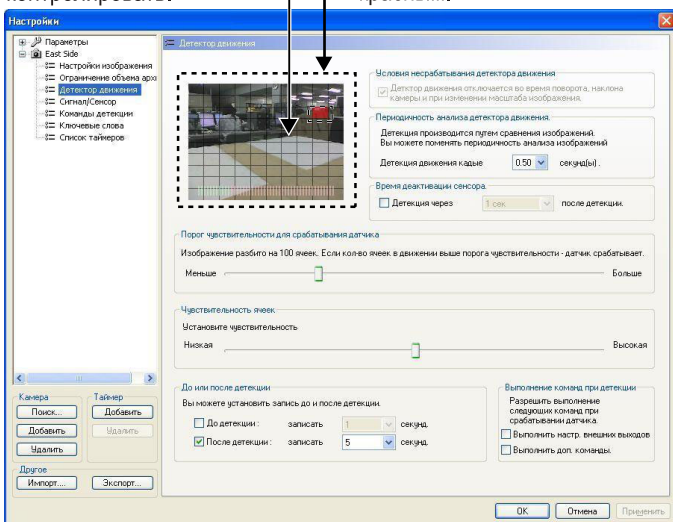 контролировать.
красным.
Настройки
Параметры
East Side
Настройки изображения
Ограничение объема архи
Детектор движения
Сигнал/Сенсор
Команды детекции
Ключевые слова
Список таймеров
Камера
Поиск...
Добавить
Удалить
Таймер
Добавить
Удалить
Другое
Импорт....
Экспорт...
Детектор движения
Условия несрабатывания детектора движения
Детктор движения отключается во время поворота, наклона
камеры и при изменении масштаба изображения.
Периодичность анализа детектора движения.
Детекция производится путем сравнения изображений.
Вы можете поменять периодичность анализа изображений
Детекция движения кадые 0.50 секунд(ы) .
Время деактивации сенсора
Детекция через 1 сек после детекции.
Порог чувствительности для срабатывания датчика
Изображение разбито на 100 ячеек. Если кол-во ячеек в движении выше порога чувствительности - датчик срабатывает.
Меньше Больше
Чувствительность ячеек
Установите чувствительность
Низкая Высокая
До или после детекции
Вы можете установить запись до и после детекции.
До детекции : записать 1 секунд.
После детекции : записать 5 секунд.
Выполнение команд при детекции
Разрешить выполнение
следующих команд при
срабатывании датчика.
Выполнить настр. внешних выходов
Выполнить доп. команды.
OK Отмена Применить